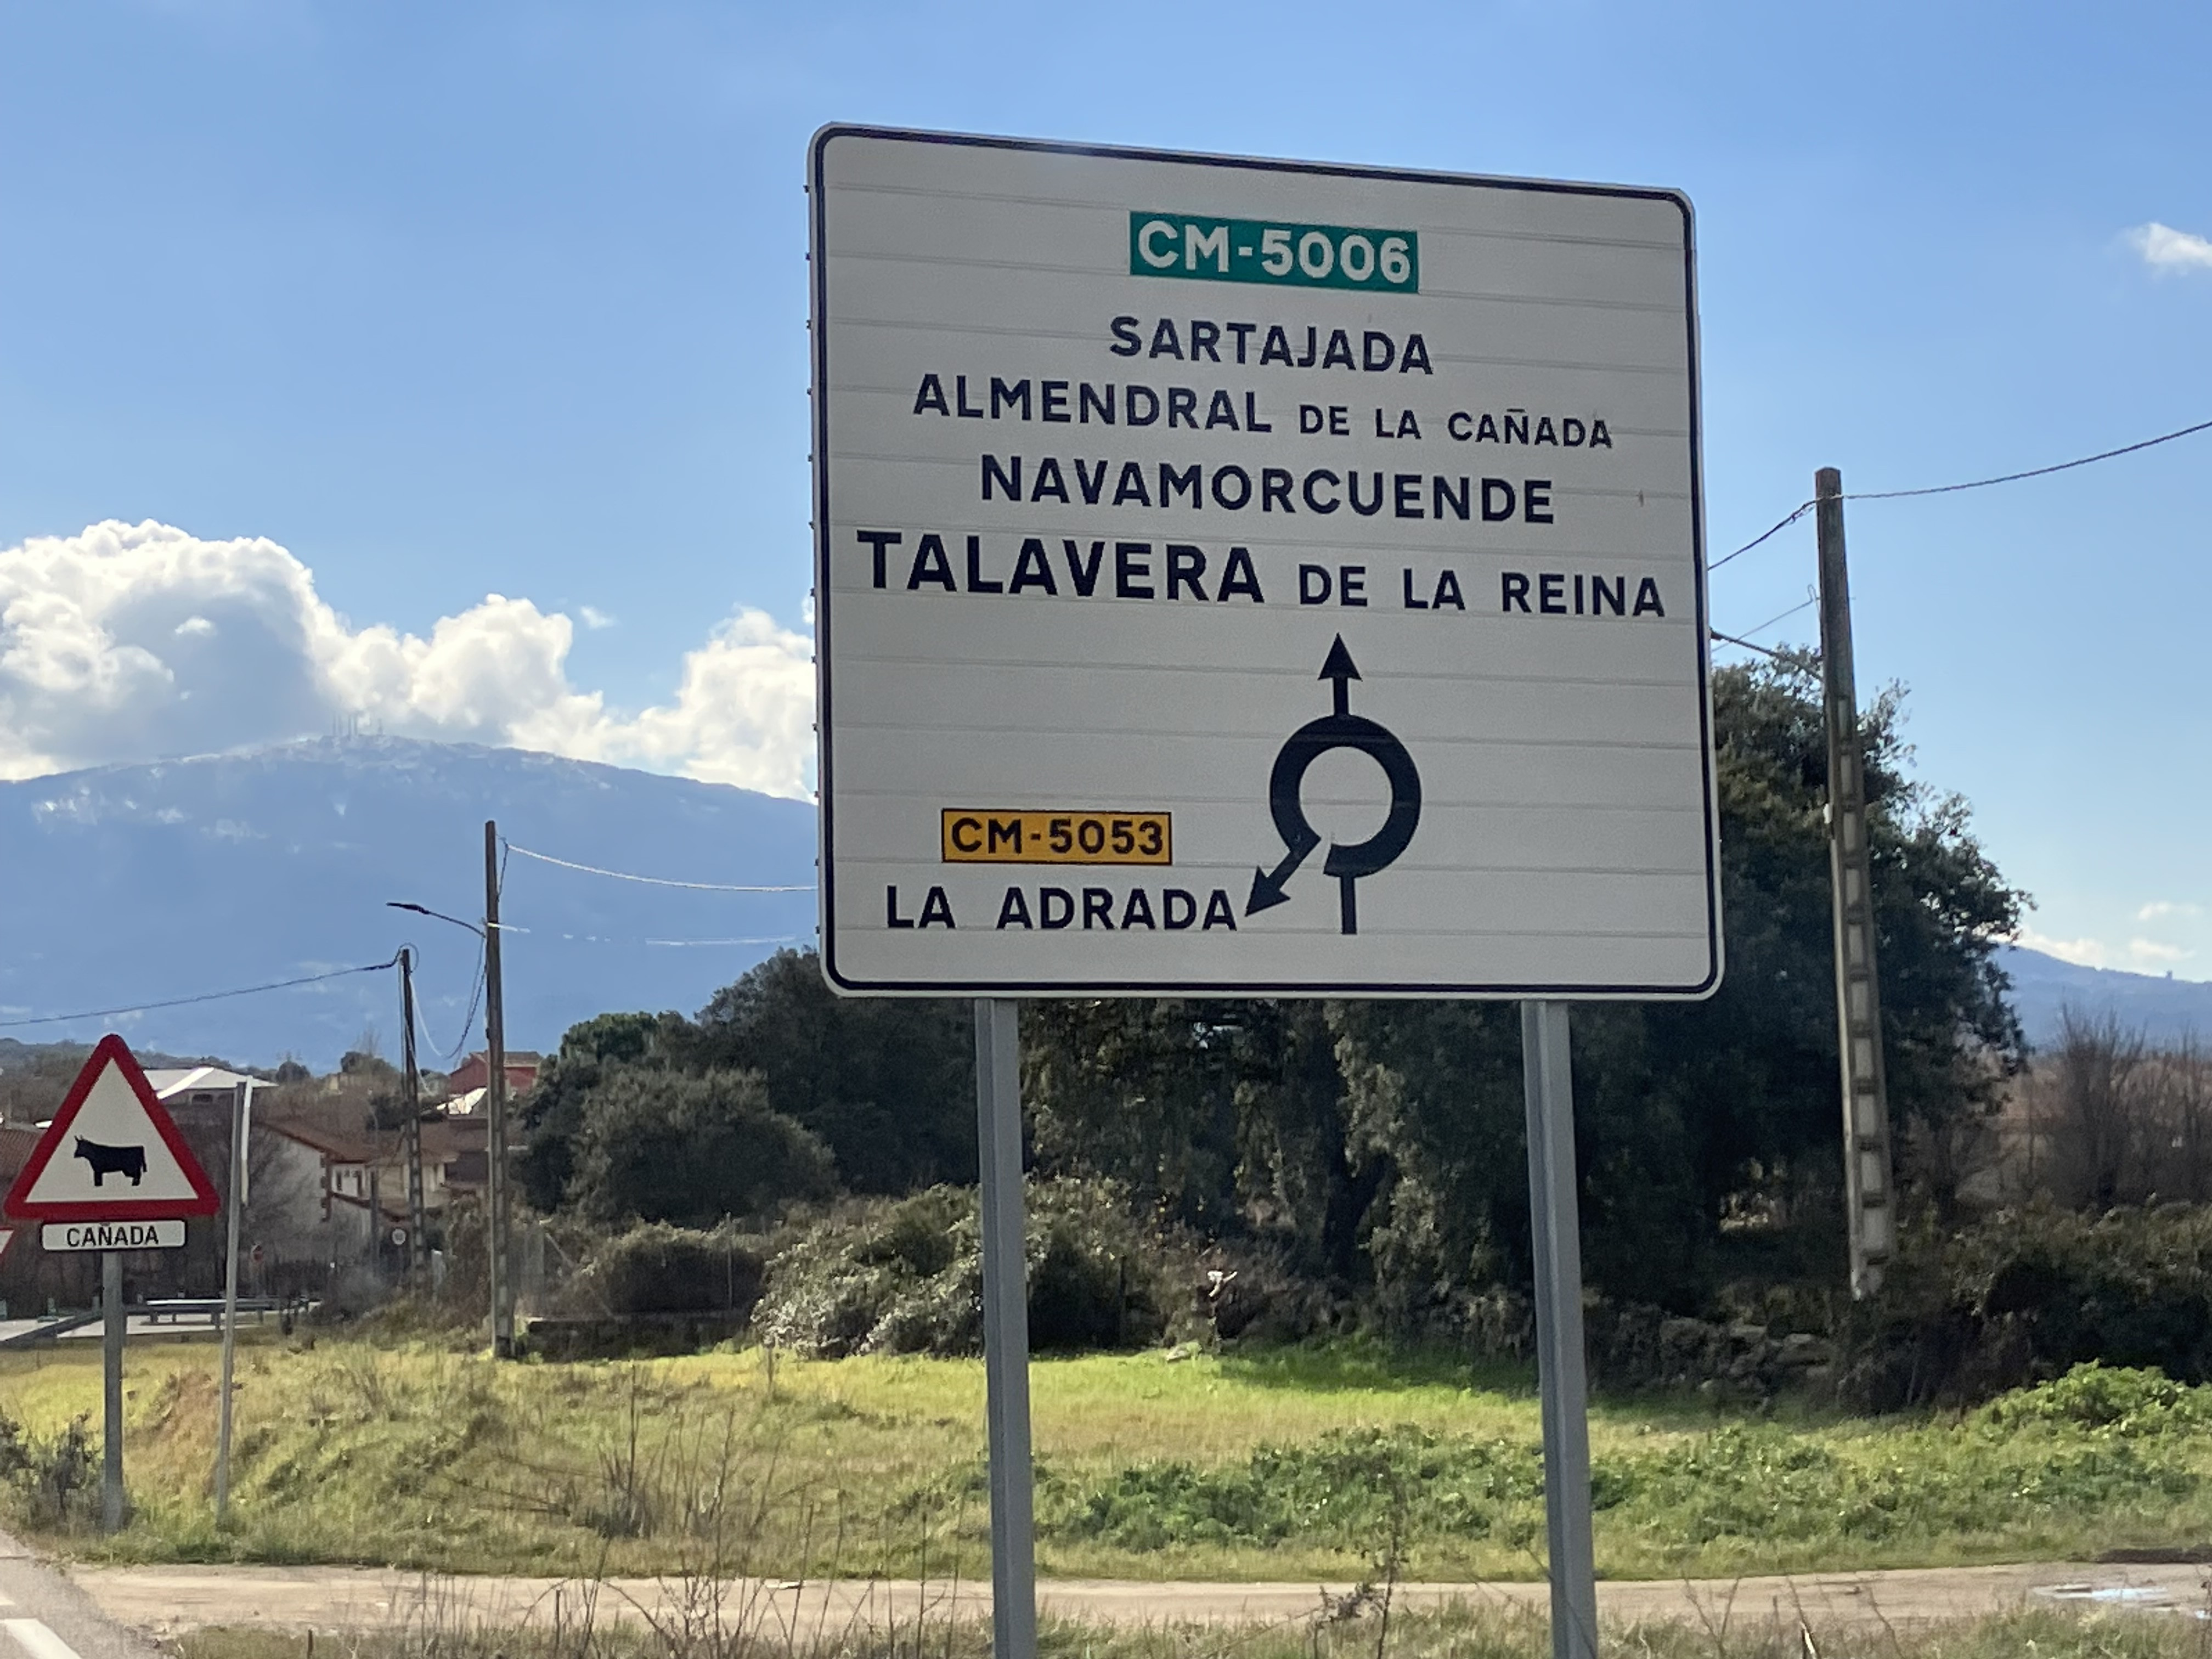 CM-5006
SARTAJADA
ALMENDRAL DE LA CAÑADA
NAVAMORCUENDE
TALAVERA DE LA REINA
CM-5053
LA ADRADA
CAÑADA